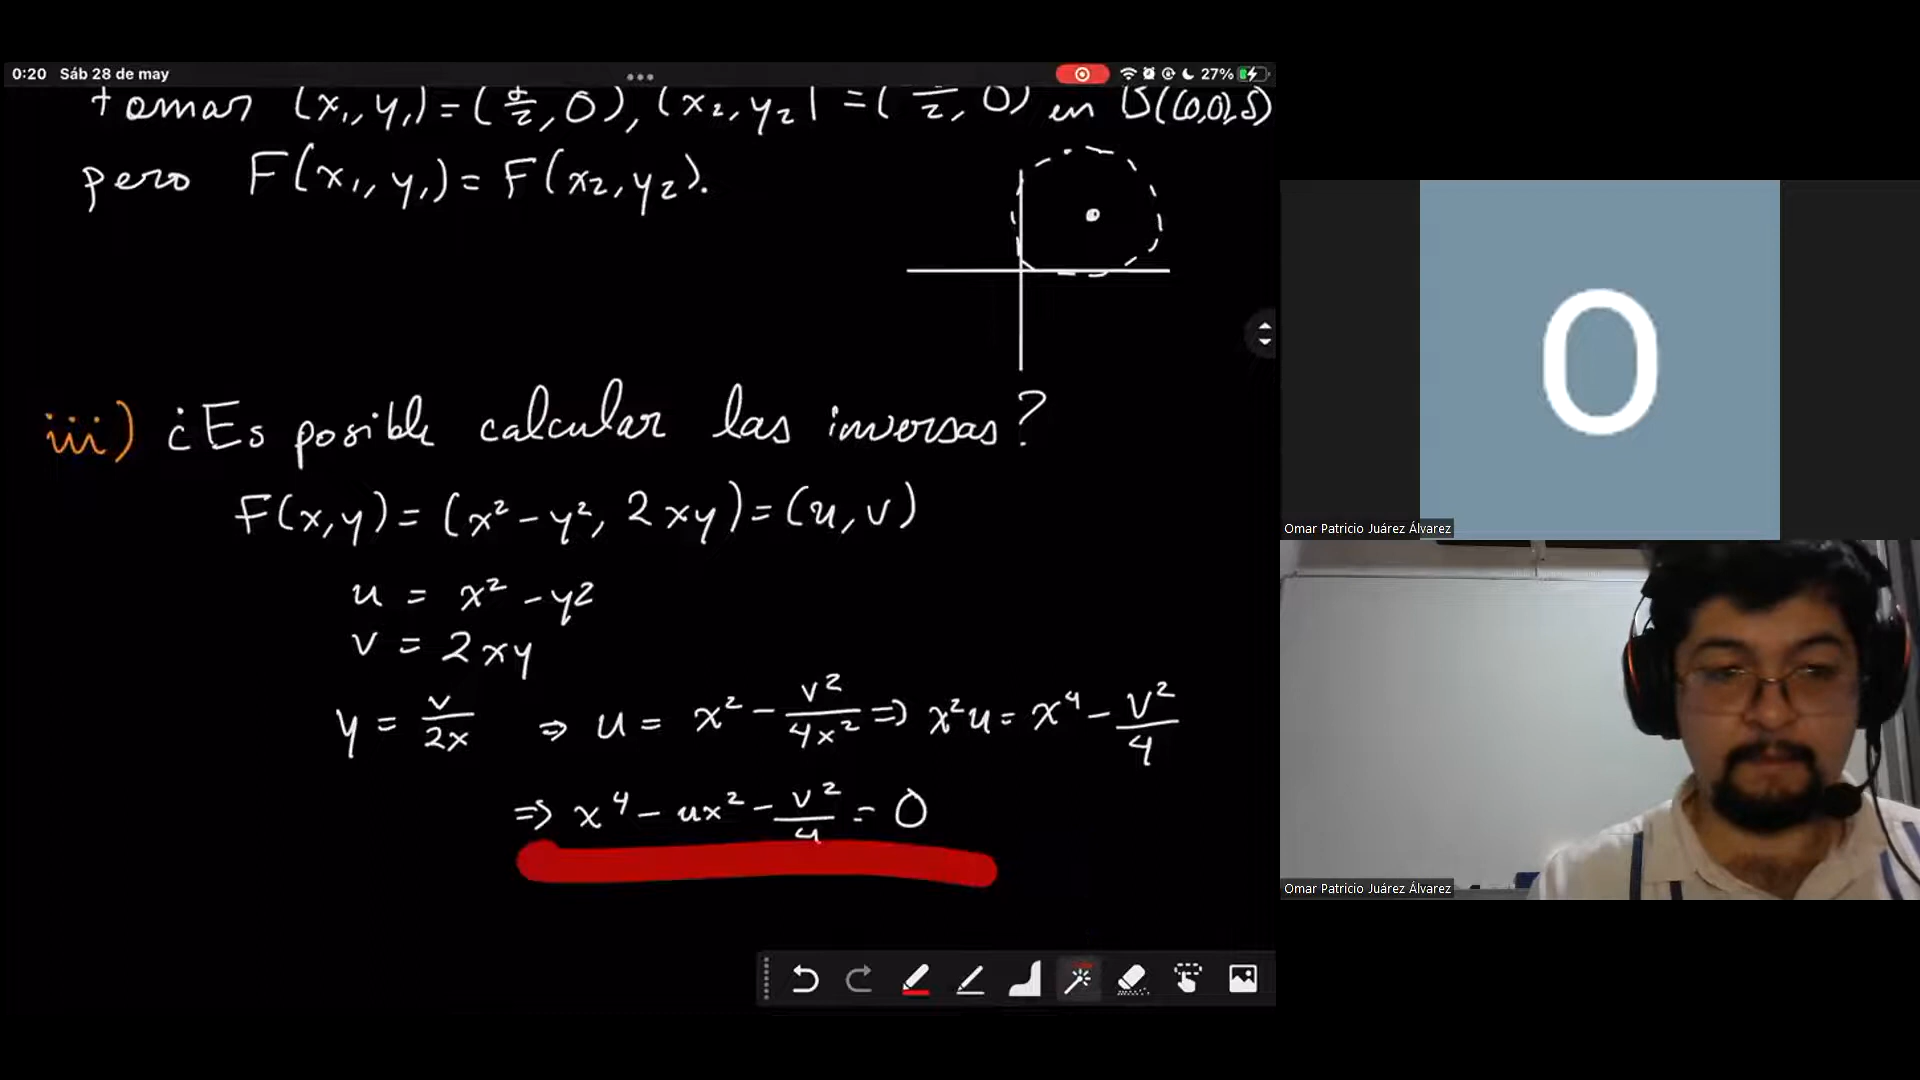 0:20 Sáb 28 de may 27%
tomar (x₁, y₁) = (δ/2, 0), (x₂, y₂) = ( /2, 0) en B((0,0), δ)
pero F(x₁, y₁) = F(x₂, y₂).
iii) ¿Es posible calcular las inversas?
F(x, y) = (x² - y², 2xy) = (u, v)
u = x² - y²
v = 2xy
y = v/2x ⇒ u = x² - v²/4x² ⇒ x²u = x⁴ - v²/4
⇒ x⁴ - ux² - v²/4 = 0
O
Omar Patricio Juárez Álvarez
Omar Patricio Juárez Álvarez